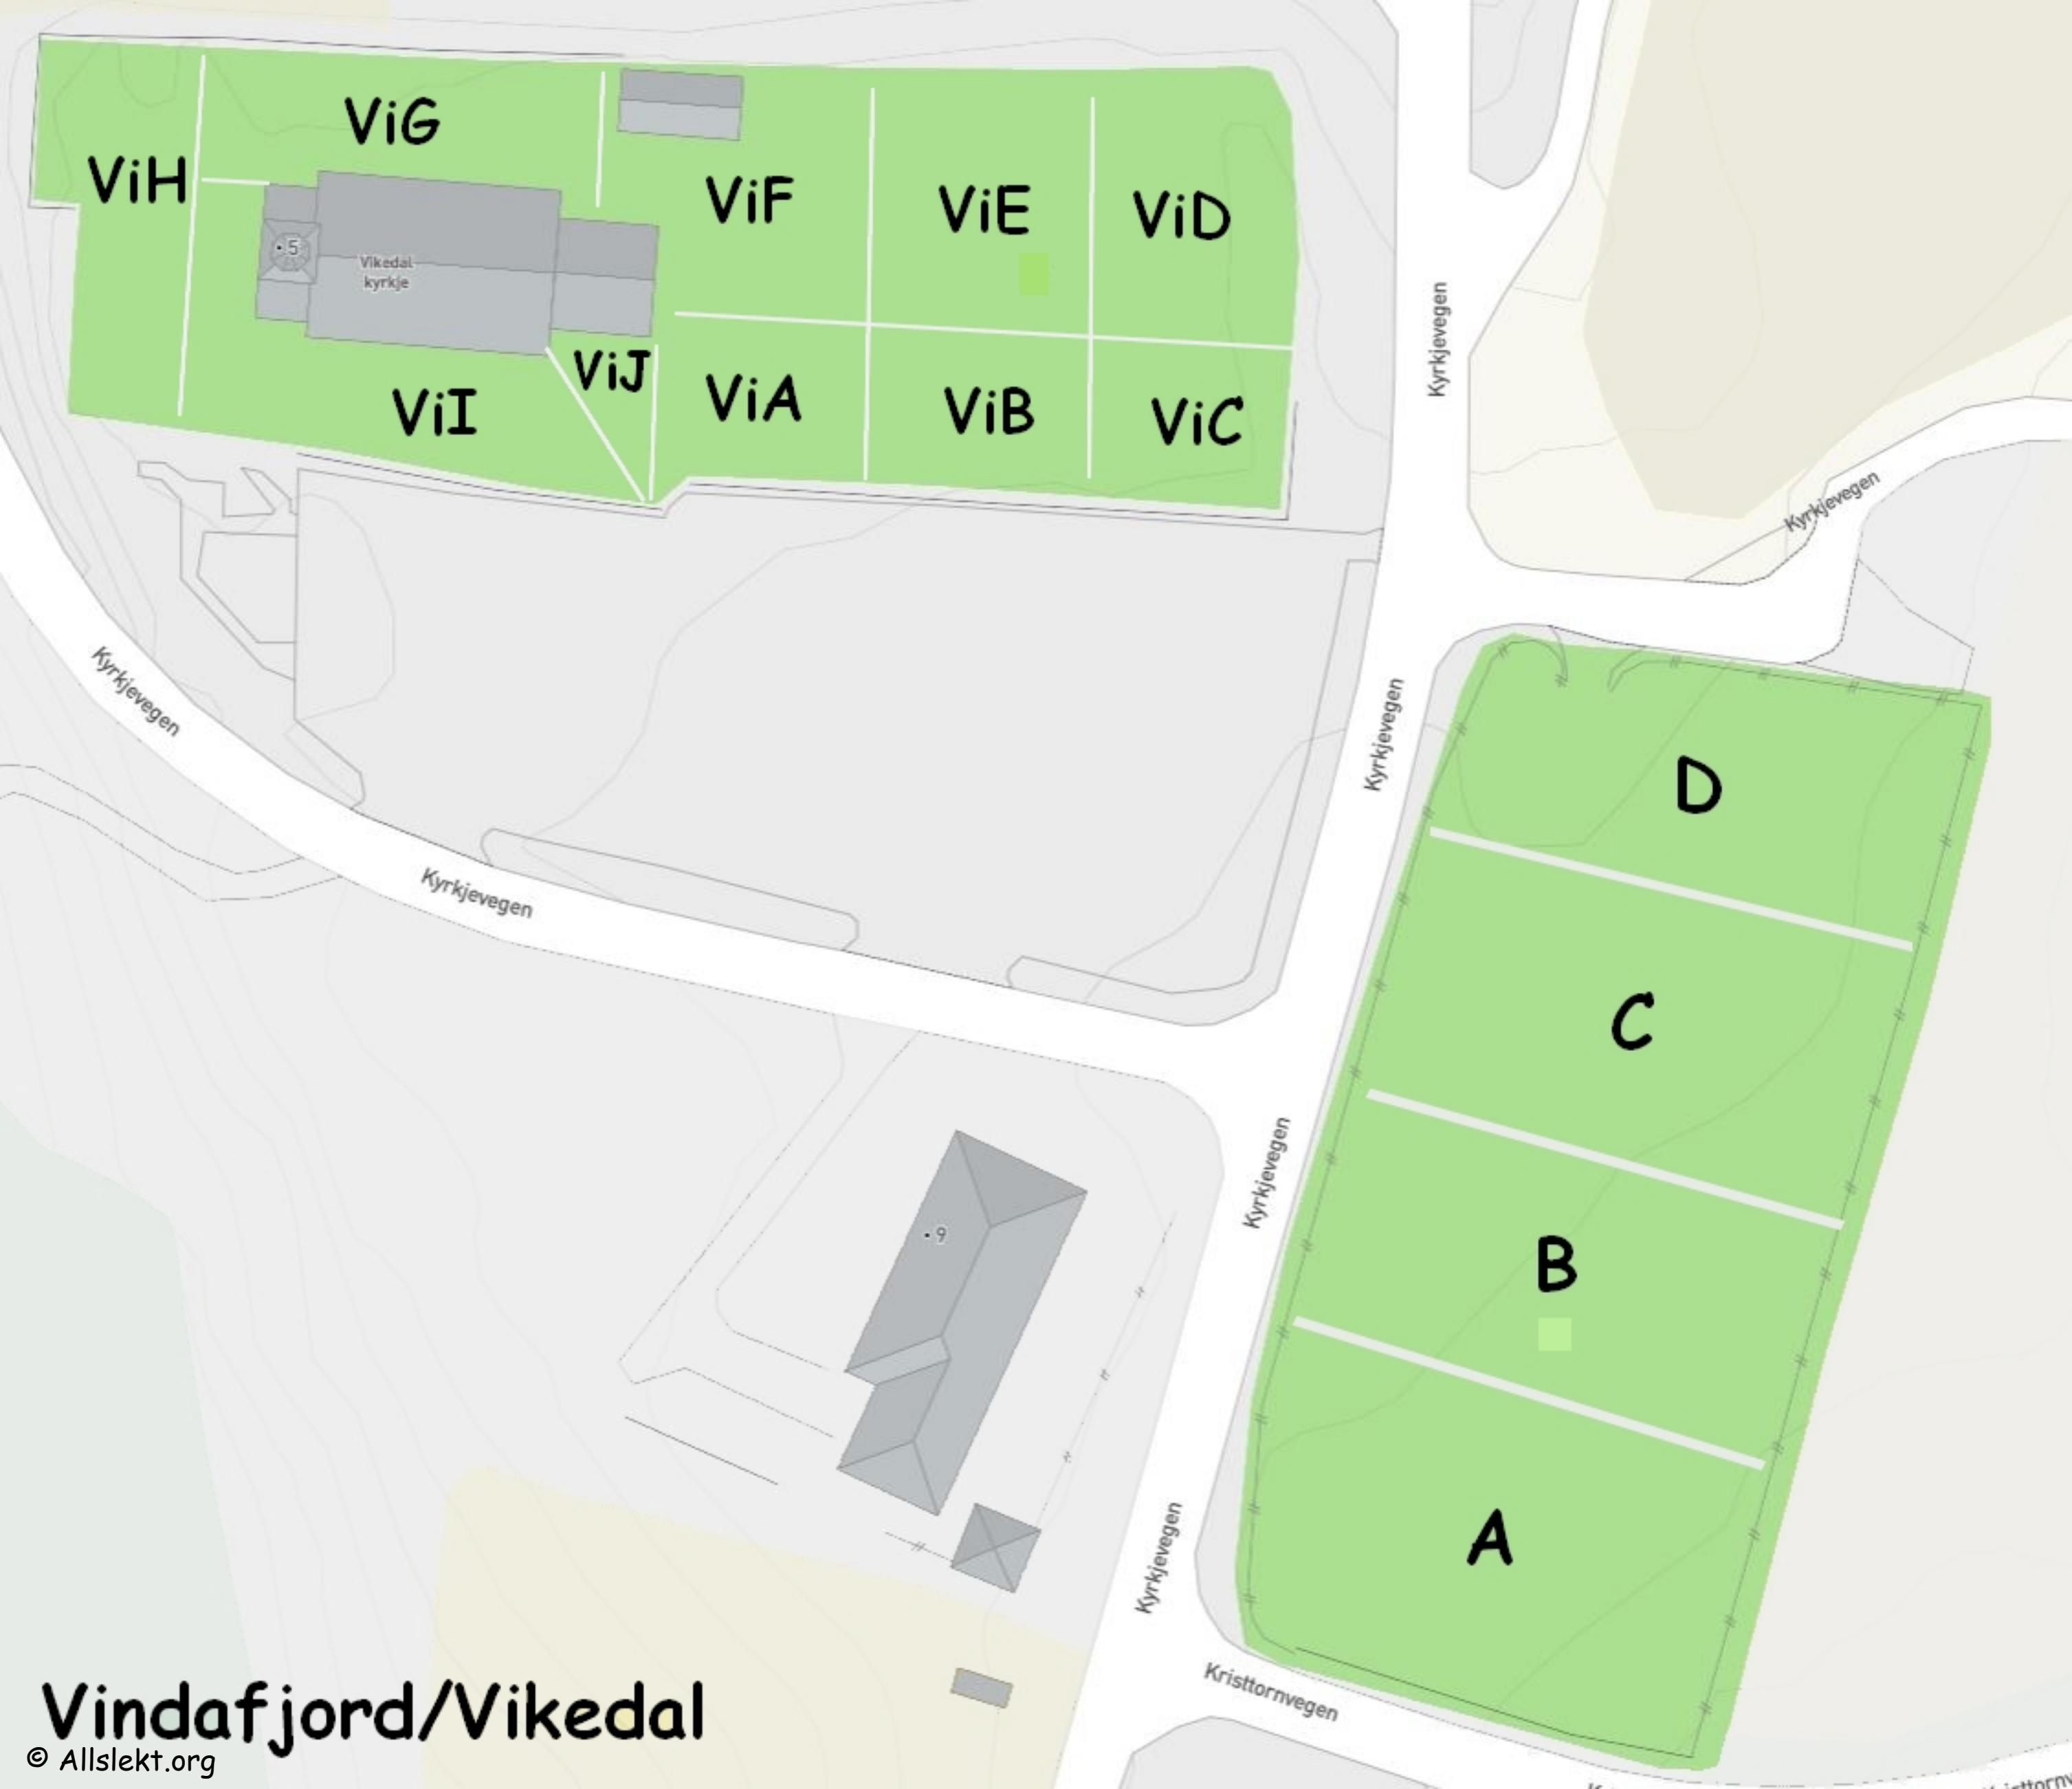 ViG
ViH
ViF
ViE
ViD
5
Vikedal
kyrkje
ViJ
ViI
ViA
ViB
ViC
Kyrkjevegen
Kyrkjevegen
Kyrkjevegen
Kyrkjevegen
D
Kyrkjevegen
C
Kyrkjevegen
9
B
A
Kyrkjevegen
Kristtornvegen
Vindafjord/Vikedal
© Allslekt.org